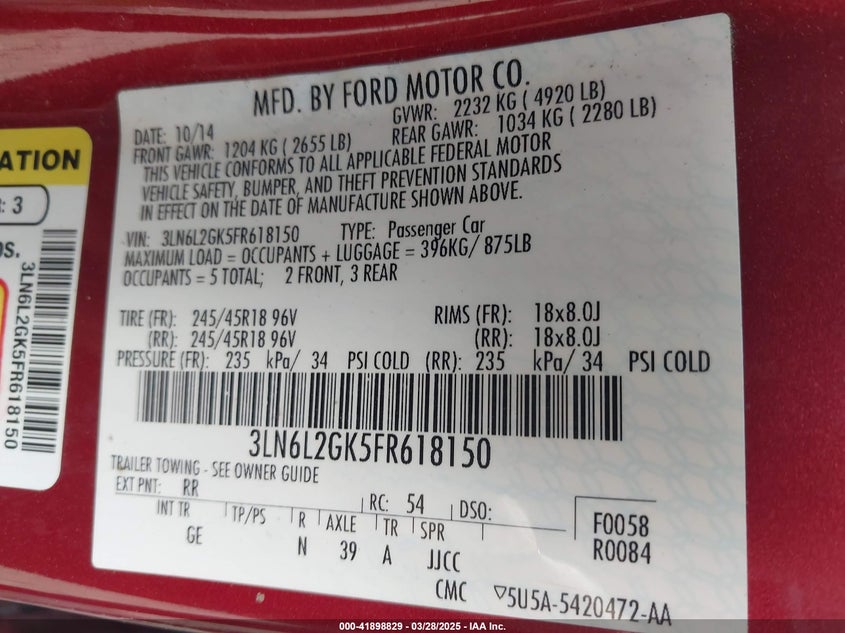 MFD. BY FORD MOTOR CO.
DATE: 10/14 GVWR: 2232 KG ( 4920 LB)
FRONT GAWR: 1204 KG ( 2655 LB) REAR GAWR: 1034 KG ( 2280 LB)
THIS VEHICLE CONFORMS TO ALL APPLICABLE FEDERAL MOTOR
VEHICLE SAFETY, BUMPER, AND THEFT PREVENTION STANDARDS
IN EFFECT ON THE DATE OF MANUFACTURE SHOWN ABOVE.
VIN: 3LN6L2GK5FR618150 TYPE: Passenger Car
MAXIMUM LOAD = OCCUPANTS + LUGGAGE = 396KG/ 875LB
OCCUPANTS = 5 TOTAL; 2 FRONT, 3 REAR
TIRE (FR): 245/45R18 96V RIMS (FR): 18x8.0J
(RR): 245/45R18 96V (RR): 18x8.0J
PRESSURE (FR): 235 kPa/ 34 PSI COLD (RR): 235 kPa/ 34 PSI COLD
3LN6L2GK5FR618150
TRAILER TOWING - SEE OWNER GUIDE
EXT PNT: RR RC: 54 DSO:
INT TR TP/PS R AXLE TR SPR F0058
GE N 39 A JJCC R0084
CMC ▽5U5A-5420472-AA
ATION
: 3
OS.
3LN6L2GK5FR618150
000-41898829 - 03/28/2025 - IAA Inc.